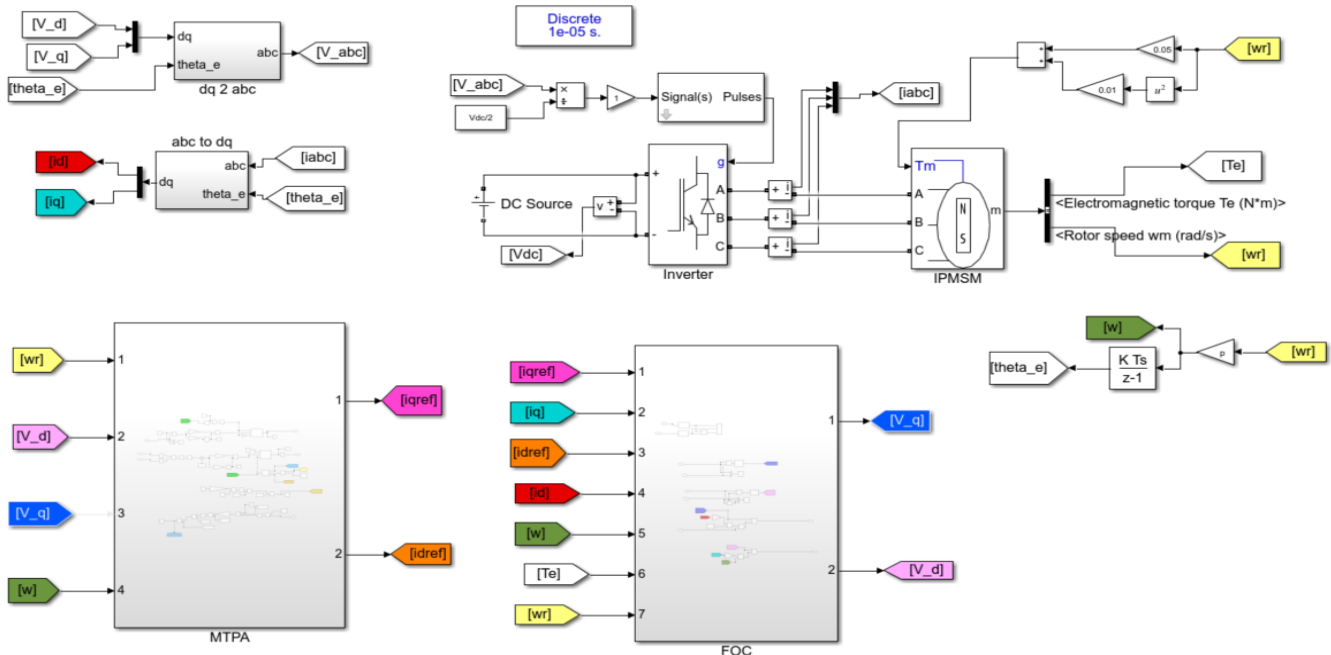 [V_d]
[V_q]
[theta_e]
dq
theta_e
abc
dq 2 abc
[V_abc]
Discrete
1e-05 s.
[V_abc]
Vdc/2
×
÷
1
Signal(s) Pulses
[iabc]
+
+
0.05
[wr]
0.01
u²
abc to dq
[id]
[iq]
dq
abc
theta_e
[iabc]
[theta_e]
DC Source
+
v
+
-
[Vdc]
+
-
g
A
B
C
Inverter
+ i -
+ i -
+ i -
Tm
A
B
C
N
S
m
IPMSM
[Te]
<Electromagnetic torque Te (N*m)>
<Rotor speed wm (rad/s)>
[wr]
[wr]
[V_d]
[V_q]
[w]
1
2
3
4
1
2
[iqref]
[idref]
MTPA
[iqref]
[iq]
[idref]
[id]
[w]
[Te]
[wr]
1
2
3
4
5
6
7
1
2
[V_q]
[V_d]
FOC
[w]
[theta_e]
K Ts
z-1
p
[wr]